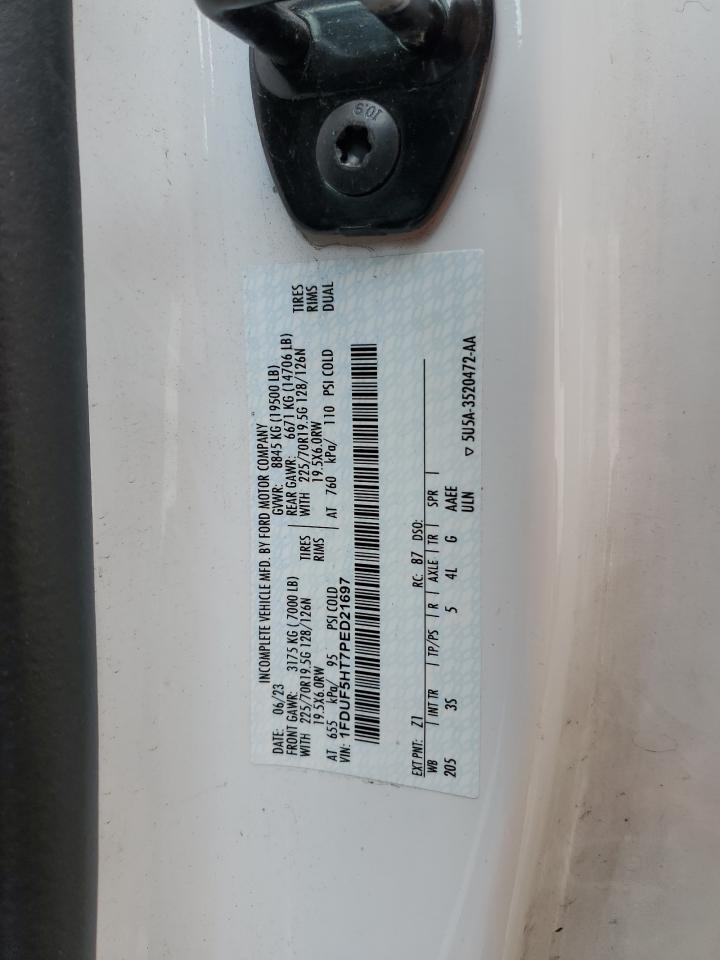 10.9
INCOMPLETE VEHICLE MFD. BY FORD MOTOR COMPANY
DATE: 06/23 GVWR: 8845 KG (19500 LB)
FRONT GAWR: 3175 KG (7000 LB) REAR GAWR: 6671 KG (14706 LB)
WITH 225/70R19.5G 128/126N TIRES WITH 225/70R19.5G 128/126N TIRES
19.5X6.0RW RIMS 19.5X6.0RW RIMS
AT 655 kPa/ 95 PSI COLD AT 760 kPa/ 110 PSI COLD DUAL
VIN: 1FDUF5HT7PED21697
EXT PNT: Z1 RC: 87 DSO:
WB INT TR TP/PS R AXLE TR SPR
205 3S 5 4L G AAEE
ULN ▽ 5U5A-3520472-AA